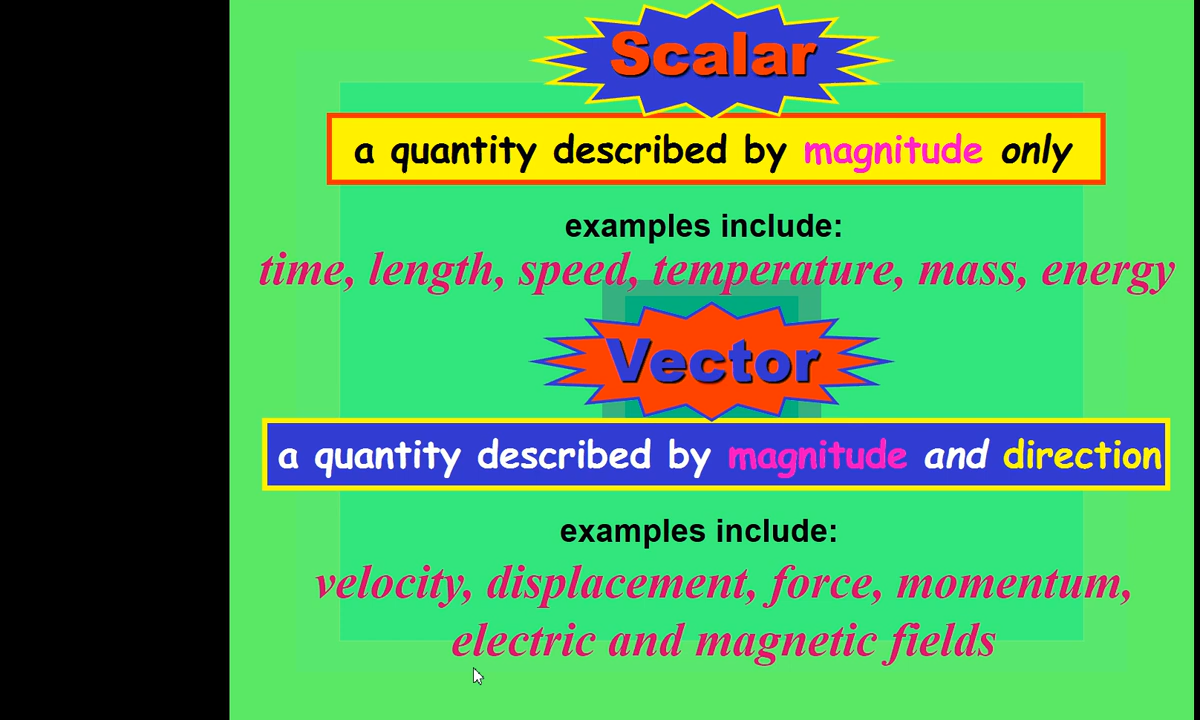 Scalar
a quantity described by magnitude only
examples include:
time, length, speed, temperature, mass, energy
Vector
a quantity described by magnitude and direction
examples include:
velocity, displacement, force, momentum,
electric and magnetic fields